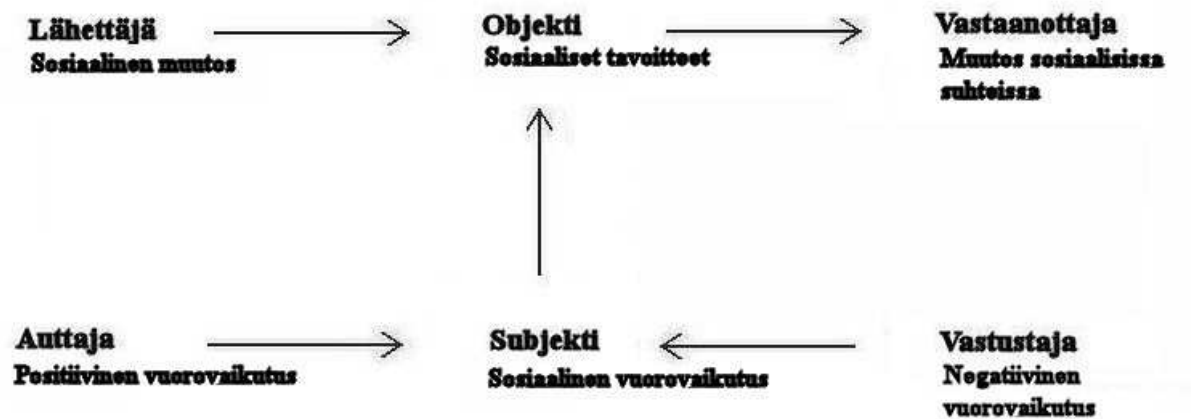 Lähettäjä
Sosiaalinen muutos
Objekti
Sosiaaliset tavoitteet
Vastaanottaja
Muutos sosiaalisissa
suhteissa
Auttaja
Positiivinen vuorovaikutus
Subjekti
Sosiaalinen vuorovaikutus
Vastustaja
Negatiivinen
vuorovaikutus